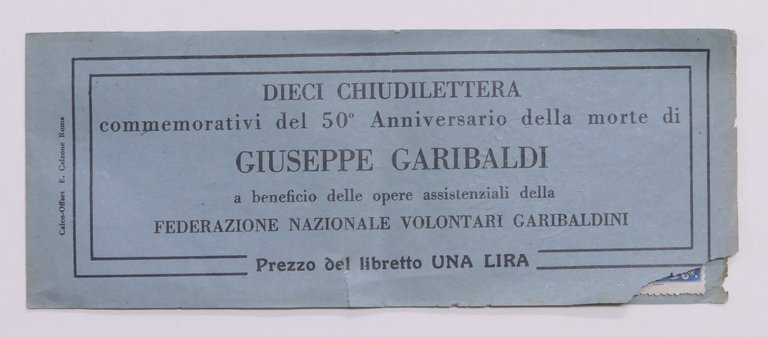 DIECI CHIUDILETTERA
commemorativi del 50° Anniversario della morte di
GIUSEPPE GARIBALDI
a beneficio delle opere assistenziali della
FEDERAZIONE NAZIONALE VOLONTARI GARIBALDINI
Prezzo del libretto UNA LIRA
Calco-Offset E. Calzone Roma